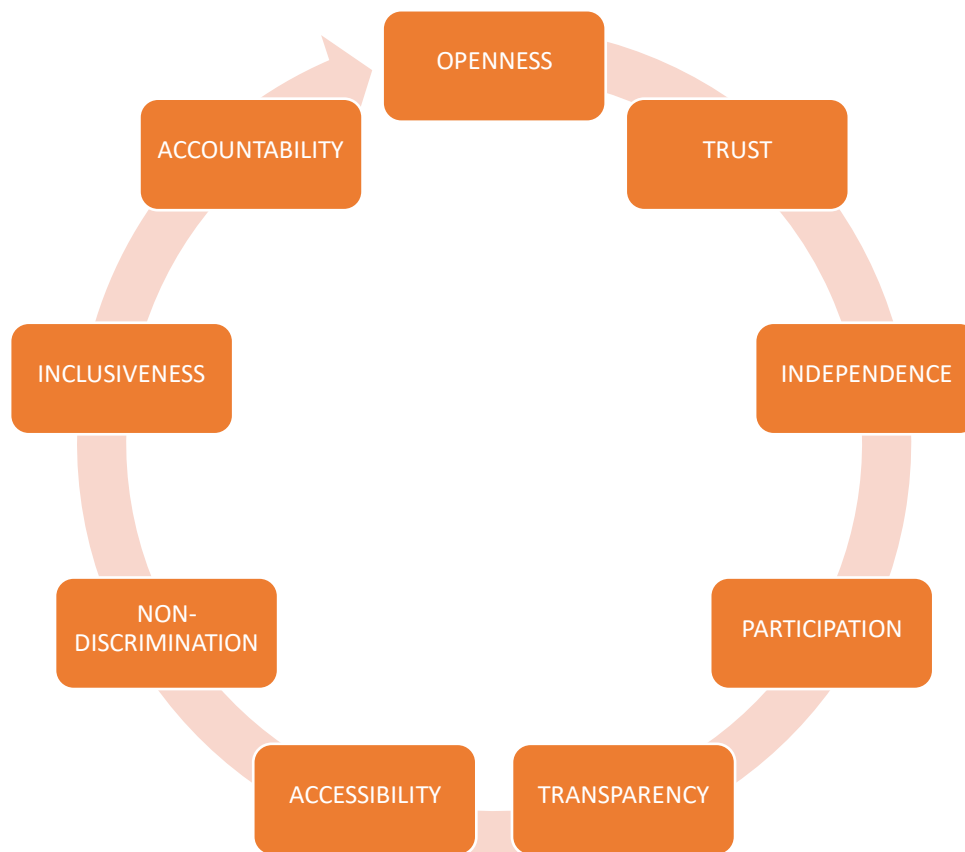 OPENNESS
TRUST
INDEPENDENCE
PARTICIPATION
TRANSPARENCY
ACCESSIBILITY
NON-
DISCRIMINATION
INCLUSIVENESS
ACCOUNTABILITY